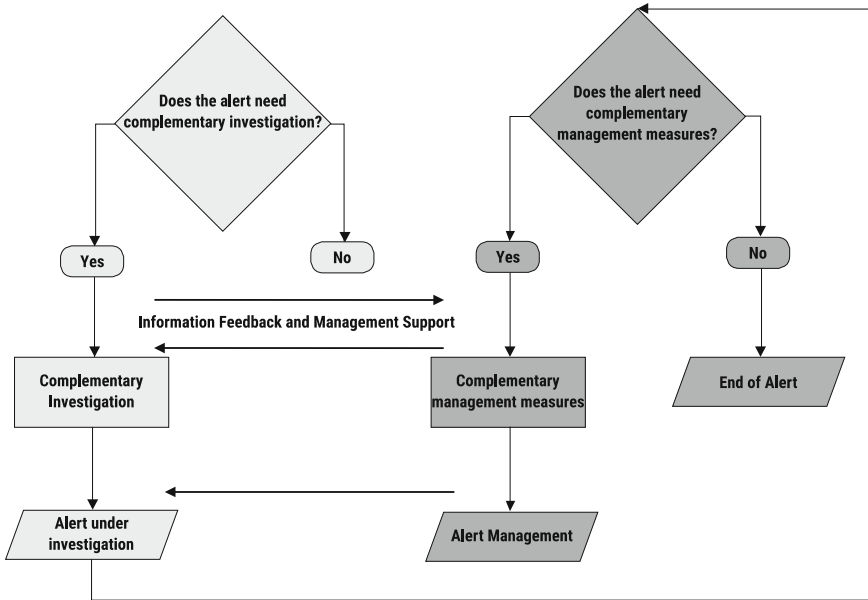 Does the alert need
complementary investigation?
Does the alert need
complementary
management measures?
Yes
No
Yes
No
Information Feedback and Management Support
Complementary
Investigation
Complementary
management measures
End of Alert
Alert under
investigation
Alert Management